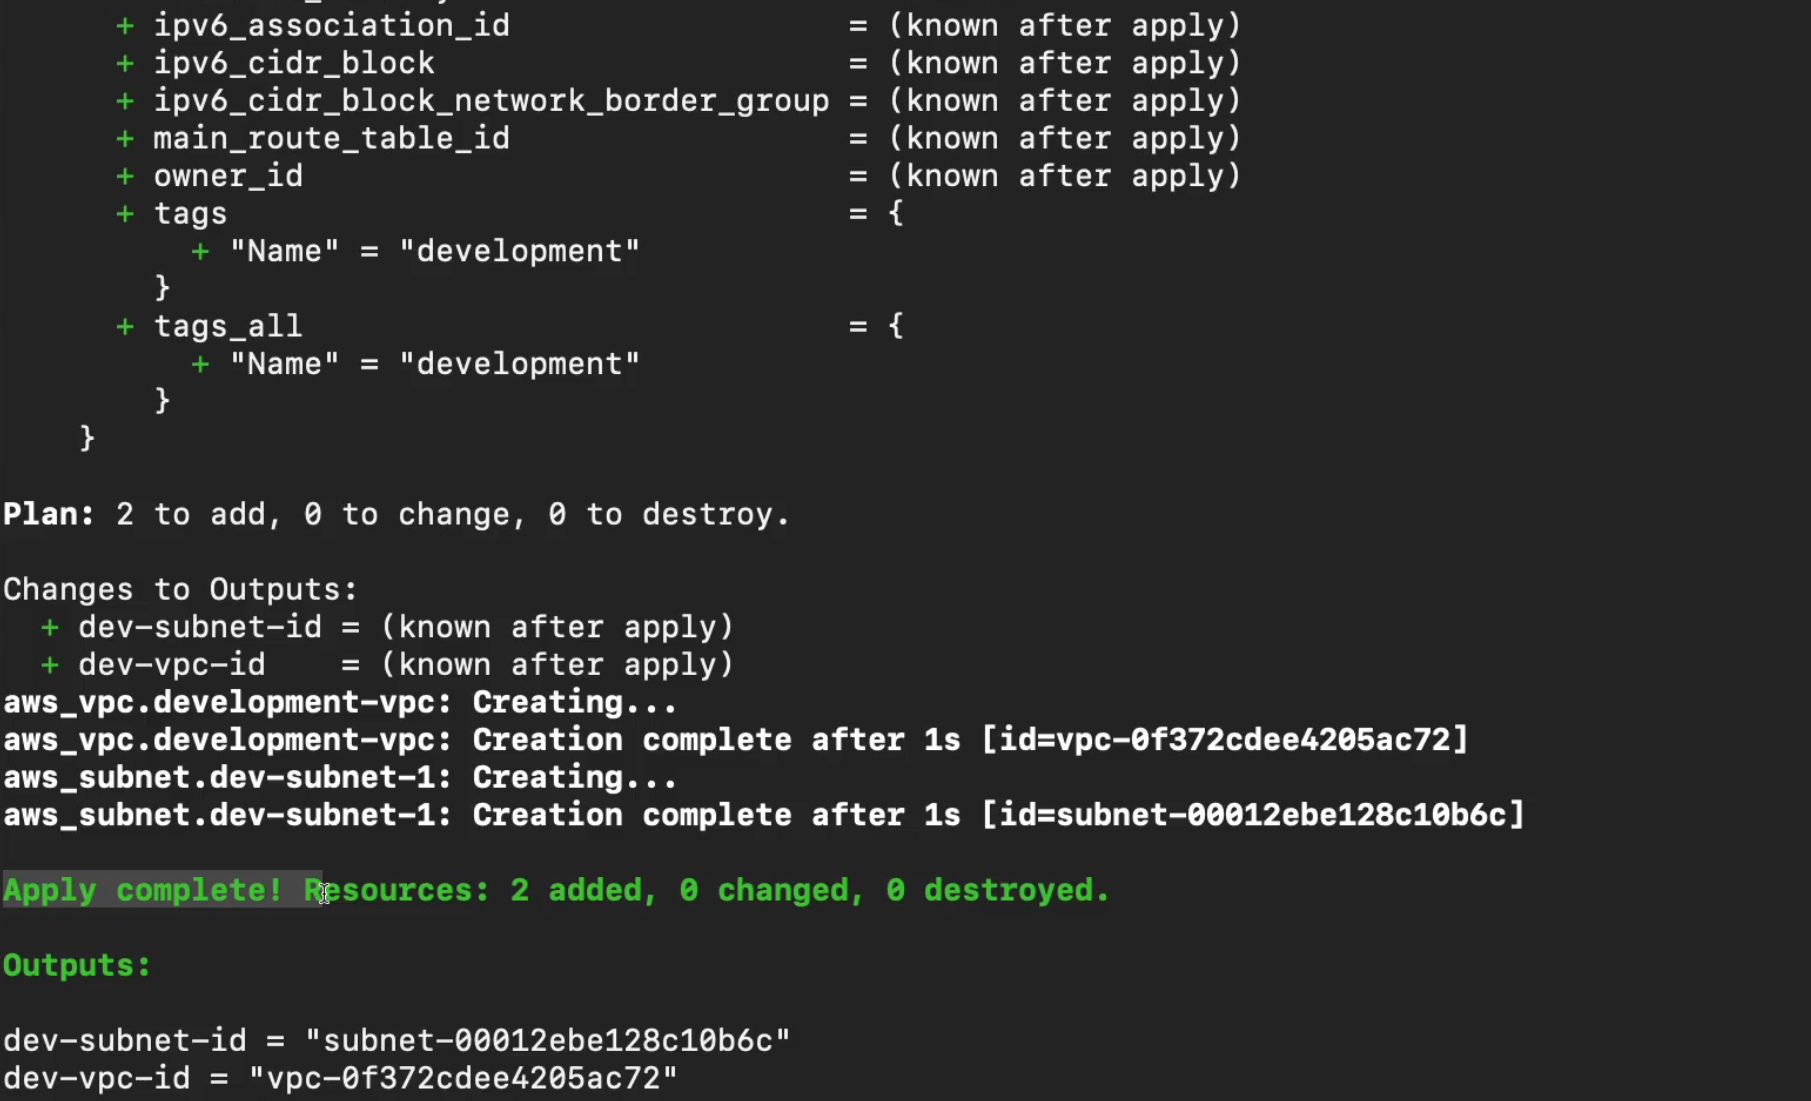 + ipv6_association_id = (known after apply)
+ ipv6_cidr_block = (known after apply)
+ ipv6_cidr_block_network_border_group = (known after apply)
+ main_route_table_id = (known after apply)
+ owner_id = (known after apply)
+ tags = {
+ "Name" = "development"
}
+ tags_all = {
+ "Name" = "development"
}
}
Plan: 2 to add, 0 to change, 0 to destroy.
Changes to Outputs:
+ dev-subnet-id = (known after apply)
+ dev-vpc-id = (known after apply)
aws_vpc.development-vpc: Creating...
aws_vpc.development-vpc: Creation complete after 1s [id=vpc-0f372cdee4205ac72]
aws_subnet.dev-subnet-1: Creating...
aws_subnet.dev-subnet-1: Creation complete after 1s [id=subnet-00012ebe128c10b6c]
Apply complete! Resources: 2 added, 0 changed, 0 destroyed.
Outputs:
dev-subnet-id = "subnet-00012ebe128c10b6c"
dev-vpc-id = "vpc-0f372cdee4205ac72"